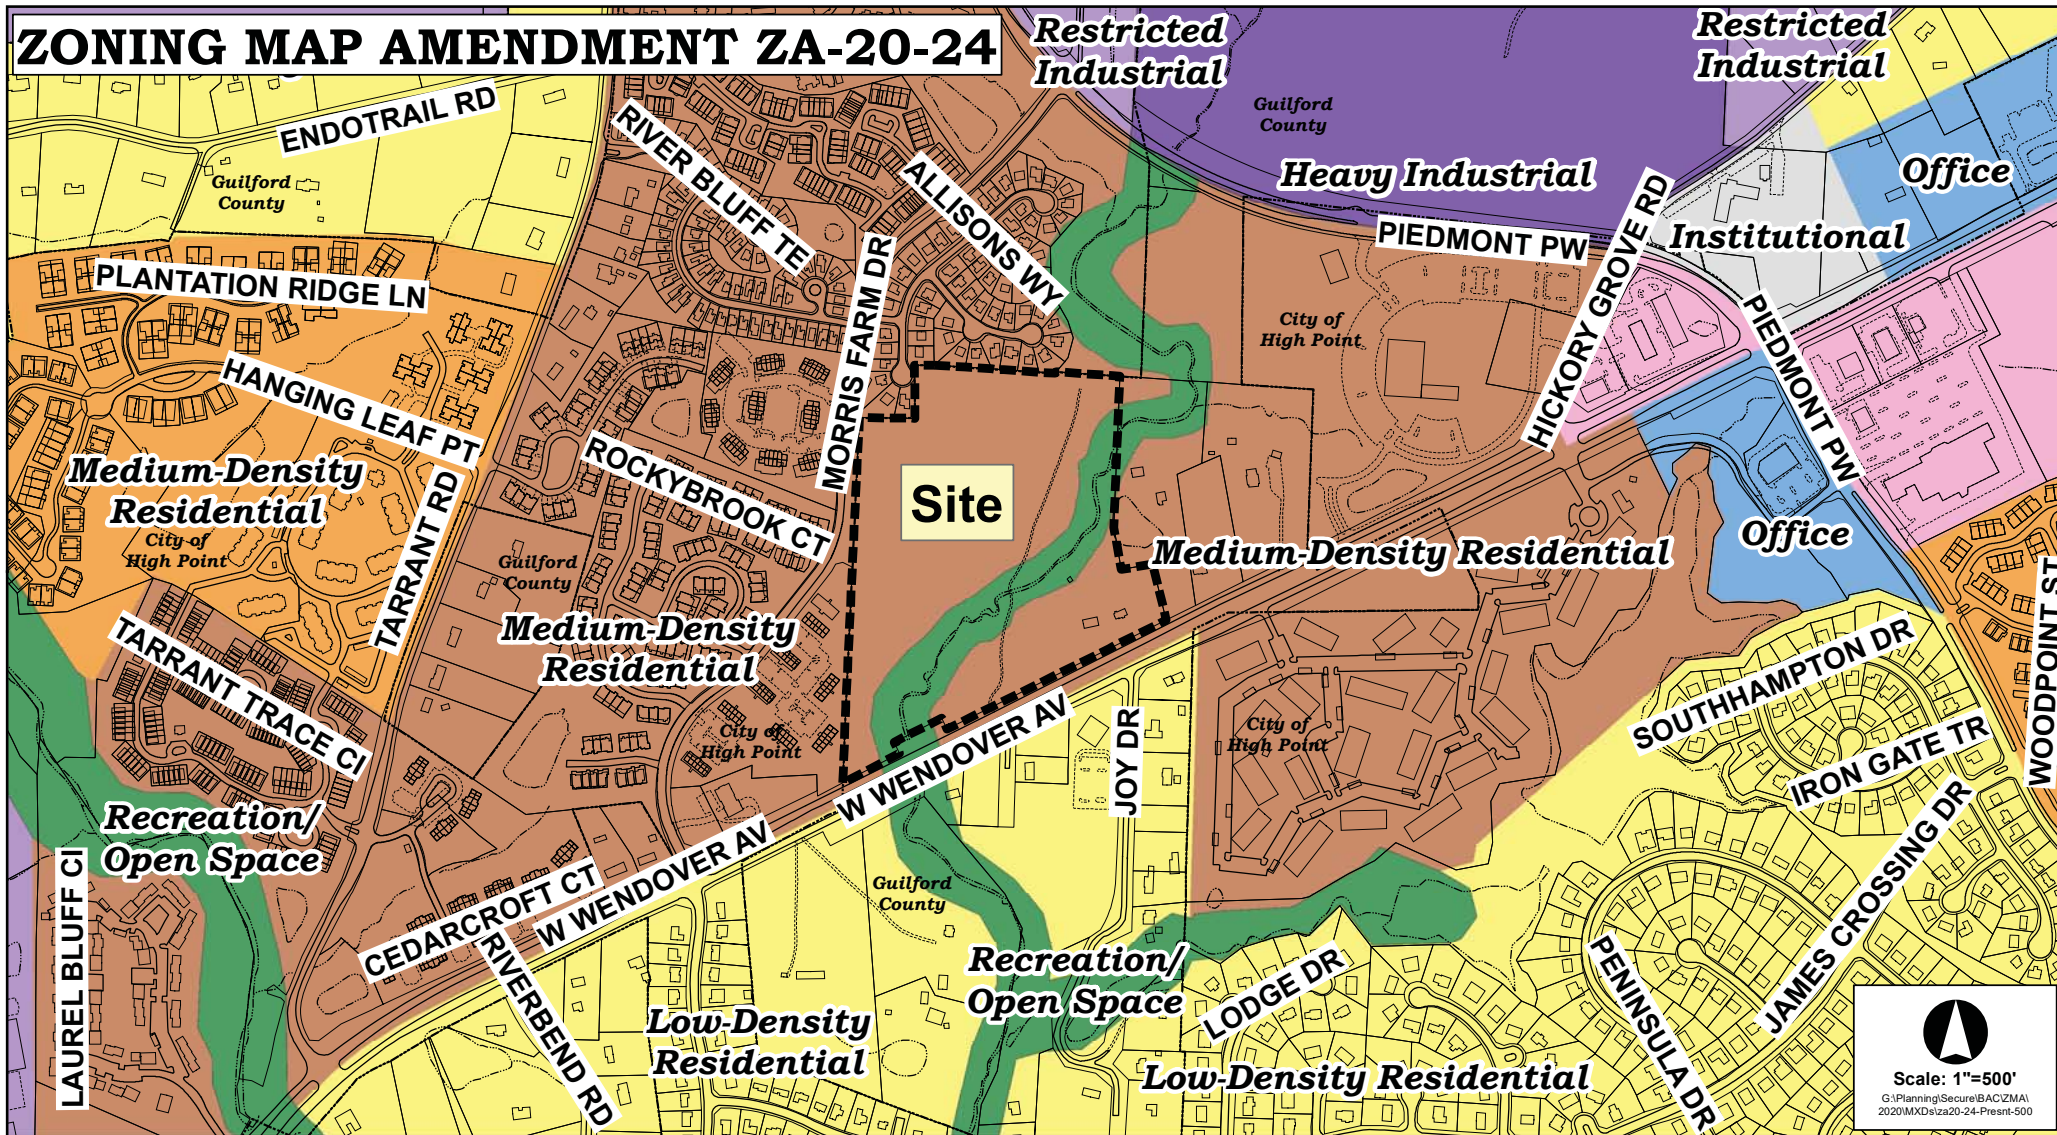 ZONING MAP AMENDMENT ZA-20-24
Restricted
Industrial
Restricted
Industrial
ENDOTRAIL RD
Guilford
County
RIVER BLUFF TE
ALLISONS WY
Guilford
County
Heavy Industrial
Office
Guilford
County
HICKORY GROVE RD
Institutional
PIEDMONT PW
PLANTATION RIDGE LN
MORRIS FARM DR
City of
High Point
PIEDMONT PW
HANGING LEAF PT
Medium-Density
Residential
City of
High Point
TARRANT RD
ROCKYBROOK CT
Site
Medium-Density Residential
Office
Guilford
County
Medium-Density
Residential
WOODPOINT ST
TARRANT TRACE CI
SOUTHHAMPTON DR
City of
High Point
W WENDOVER AV
JOY DR
City of
High Point
IRON GATE TR
Recreation/
Open Space
JAMES CROSSING DR
LAUREL BLUFF CI
CEDARCROFT CT
W WENDOVER AV
Guilford
County
RIVERBEND RD
Recreation/
Open Space
LODGE DR
PENINSULA DR
Low-Density
Residential
Low-Density Residential
Scale: 1"=500'
G:\Planning\Secure\BAC\ZMA\
2020\MXDs\za20-24-Presnt-500